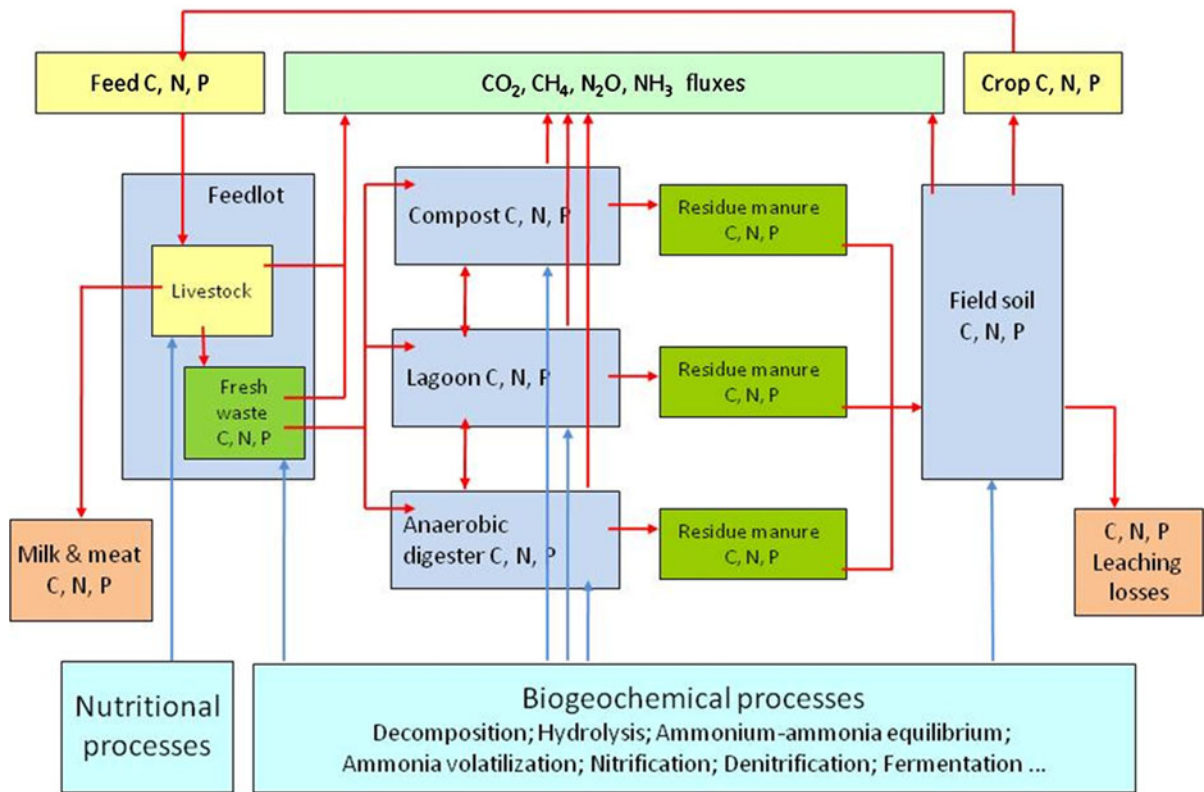 Feed C, N, P
CO₂, CH₄, N₂O, NH₃ fluxes
Crop C, N, P
Feedlot
Livestock
Fresh
waste
C, N, P
Compost C, N, P
Residue manure
C, N, P
Field soil
C, N, P
Lagoon C, N, P
Residue manure
C, N, P
Anaerobic
digester C, N, P
Residue manure
C, N, P
Milk & meat
C, N, P
C, N, P
Leaching
losses
Nutritional
processes
Biogeochemical processes
Decomposition; Hydrolysis; Ammonium-ammonia equilibrium;
Ammonia volatilization; Nitrification; Denitrification; Fermentation ...